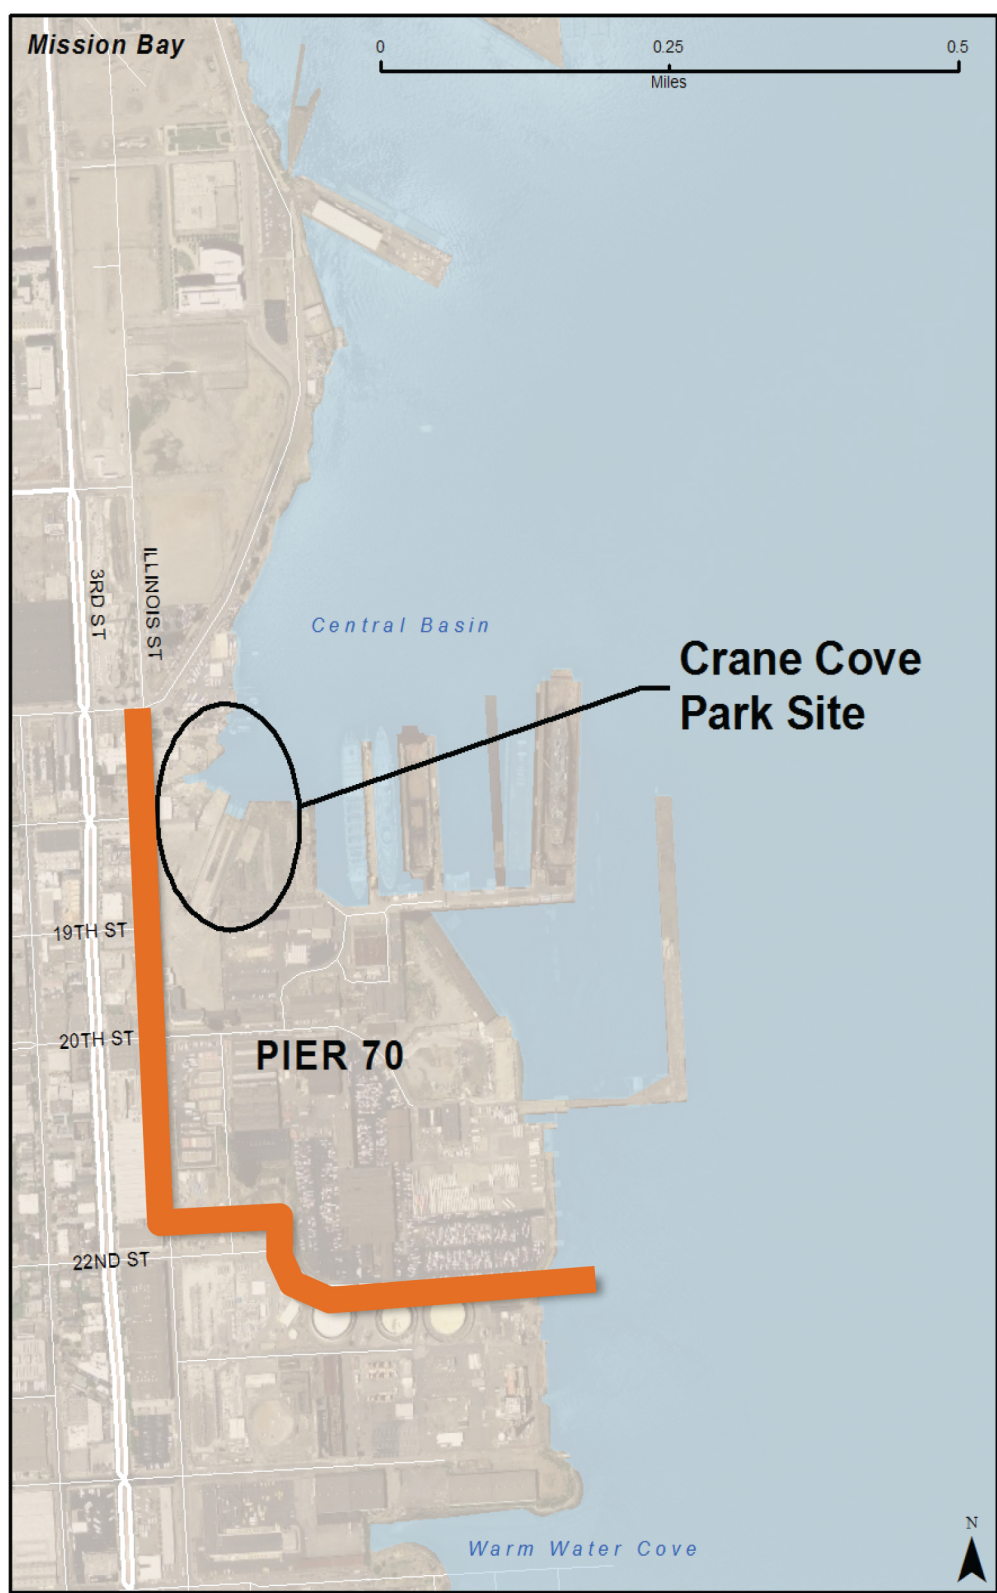 Mission Bay
0 0.25 0.5
Miles
3RD ST
ILLINOIS ST
Central Basin
Crane Cove
Park Site
19TH ST
20TH ST
PIER 70
22ND ST
N
Warm Water Cove